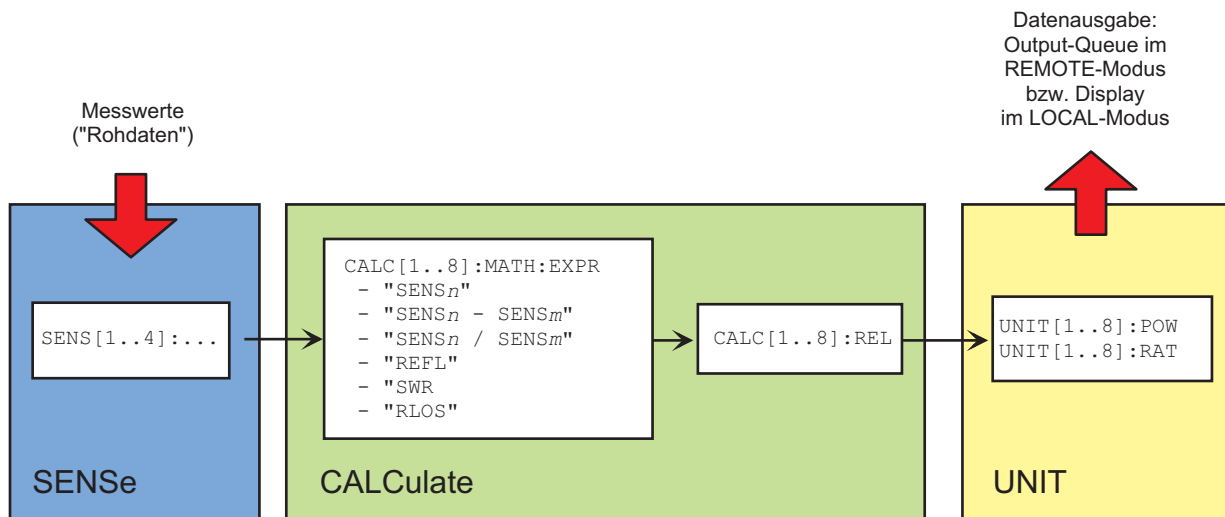 Messwerte
("Rohdaten")
Datenausgabe:
Output-Queue im
REMOTE-Modus
bzw. Display
im LOCAL-Modus
SENS[1..4]:...
SENSe
CALC[1..8]:MATH:EXPR
- "SENSn"
- "SENSn - SENSm"
- "SENSn / SENSm"
- "REFL"
- "SWR
- "RLOS"
CALC[1..8]:REL
CALCulate
UNIT[1..8]:POW
UNIT[1..8]:RAT
UNIT